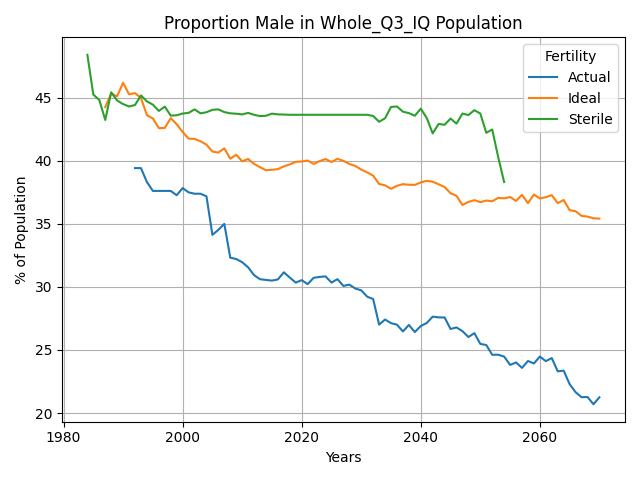 Proportion Male in Whole_Q3_IQ Population
Fertility
Actual
Ideal
Sterile
% of Population
45
40
35
30
25
20
1980
2000
2020
2040
2060
Years